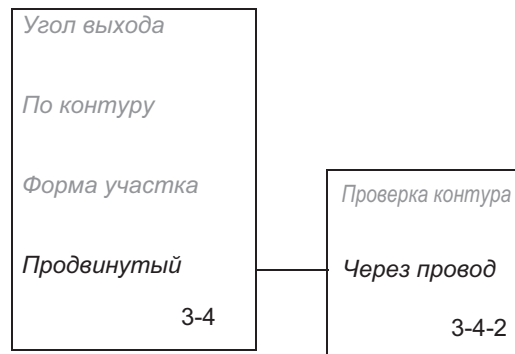 Угол выхода
По контуру
Форма участка
Продвинутый
3-4
Проверка контура
Через провод
3-4-2